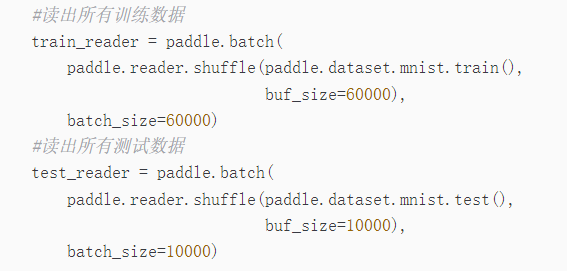 #读出所有训练数据
train_reader = paddle.batch(
    paddle.reader.shuffle(paddle.dataset.mnist.train(),
                          buf_size=60000),
    batch_size=60000)
#读出所有测试数据
test_reader = paddle.batch(
    paddle.reader.shuffle(paddle.dataset.mnist.test(),
                          buf_size=10000),
    batch_size=10000)